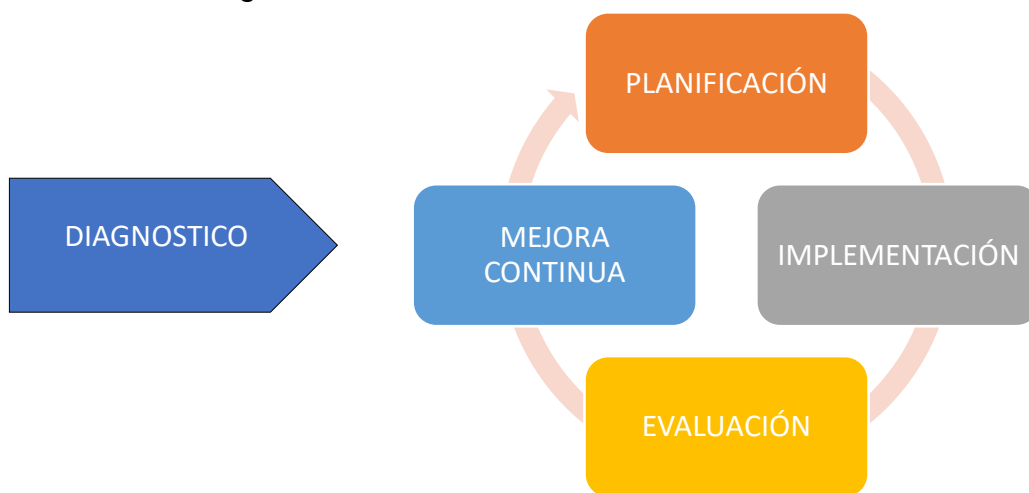 PLANIFICACIÓN
DIAGNOSTICO
MEJORA
CONTINUA
IMPLEMENTACIÓN
EVALUACIÓN